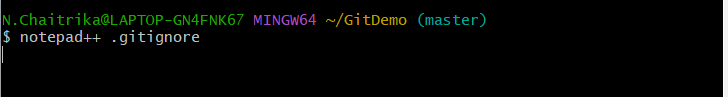 N.Chaitrika@LAPTOP-GN4FNK67 MINGW64 ~/GitDemo (master)
$ notepad++ .gitignore